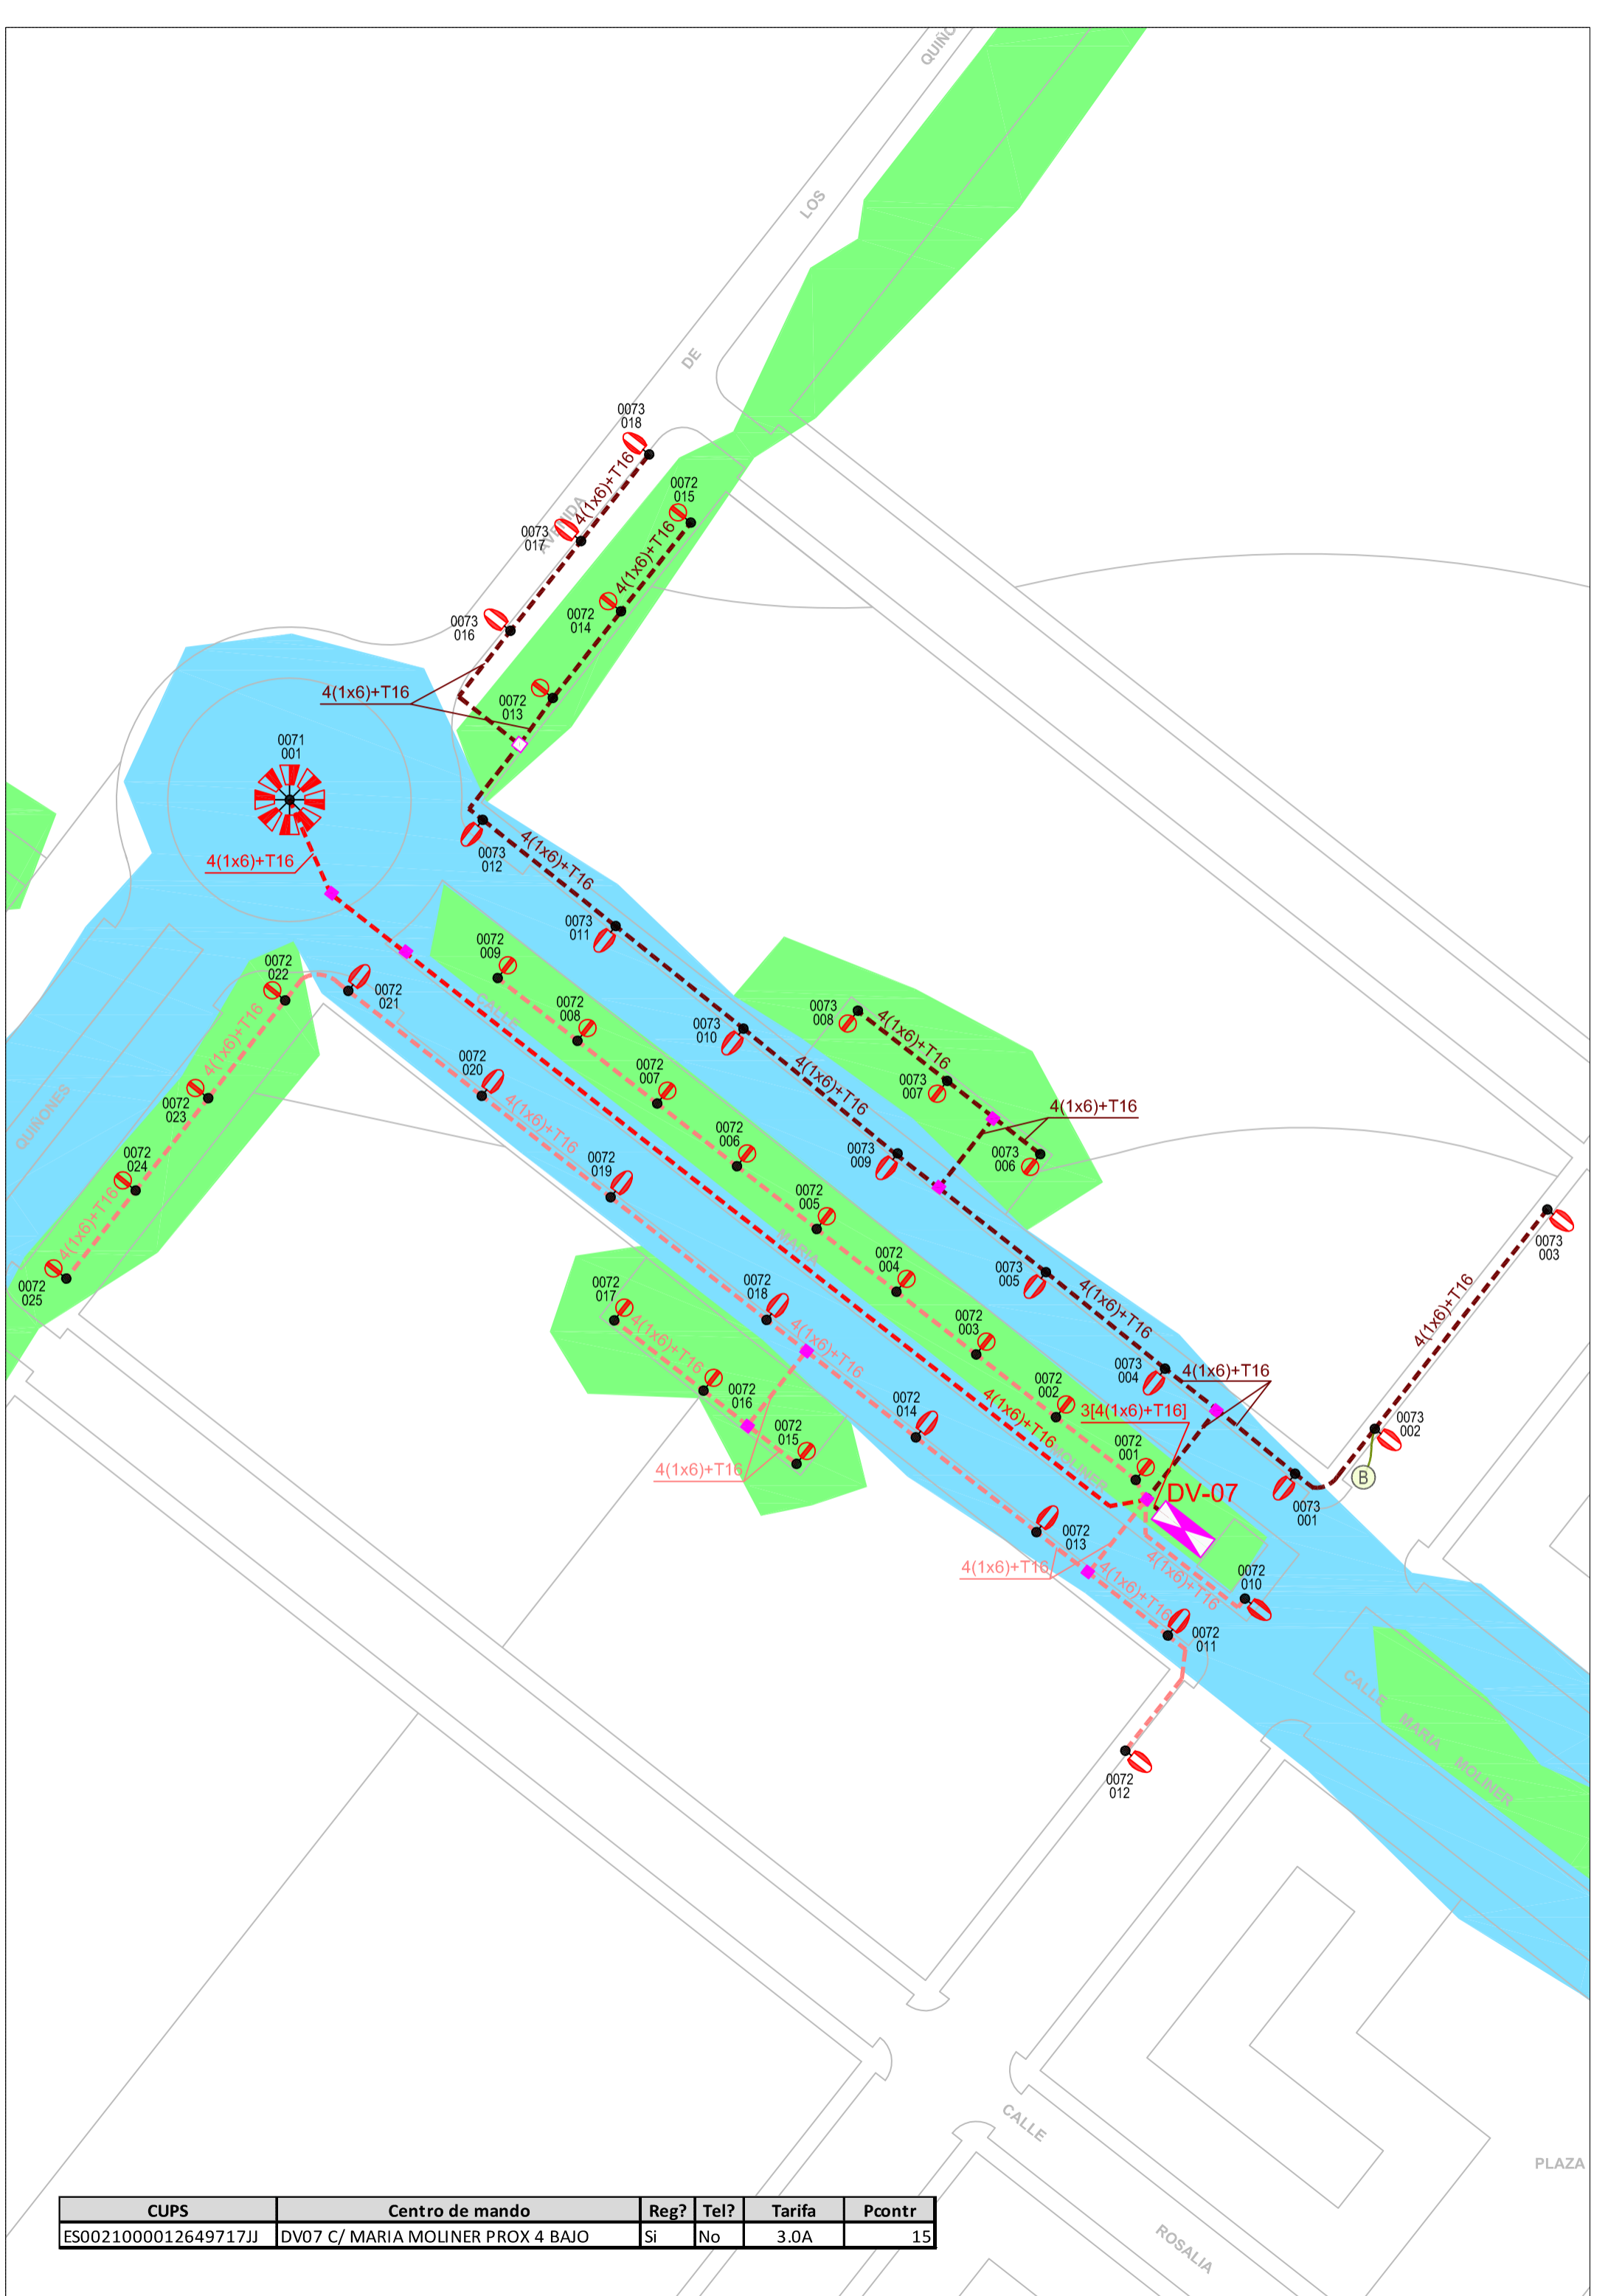 QUIÑO
LOS
DE
AVENIDA
0073
018
4(1x6)+T16
0073
017
0072
015
4(1x6)+T16
0073
016
0072
014
4(1x6)+T16
0072
013
0071
001
4(1x6)+T16
0073
012
4(1x6)+T16
0073
011
0072
009
CALLE
0072
008
0073
010
4(1x6)+T16
0073
008
4(1x6)+T16
0073
007
4(1x6)+T16
0073
006
0073
009
0072
022
0072
021
4(1x6)+T16
0072
023
QUIÑONES
0072
020
4(1x6)+T16
0072
007
0072
006
0072
024
4(1x6)+T16
0072
025
0072
019
0072
005
MARIA
0072
004
0073
005
4(1x6)+T16
0073
003
4(1x6)+T16
0072
017
4(1x6)+T16
0072
018
4(1x6)+T16
0072
003
0073
004
4(1x6)+T16
0072
016
0072
002
3[4(1x6)+T16]
0073
002
0072
015
0072
014
4(1x6)+T16
MOLINER
0072
001
4(1x6)+T16
DV-07
B
0073
001
0072
013
4(1x6)+T16
4(1x6)+T16
4(1x6)+T16
0072
010
0072
011
0072
012
CALLE
MARIA
MOLINER
CALLE
PLAZA
ROSALIA
CUPS Centro de mando Reg? Tel? Tarifa Pcontr
ES0021000012649717JJ DV07 C/ MARIA MOLINER PROX 4 BAJO Si No 3.0A 15